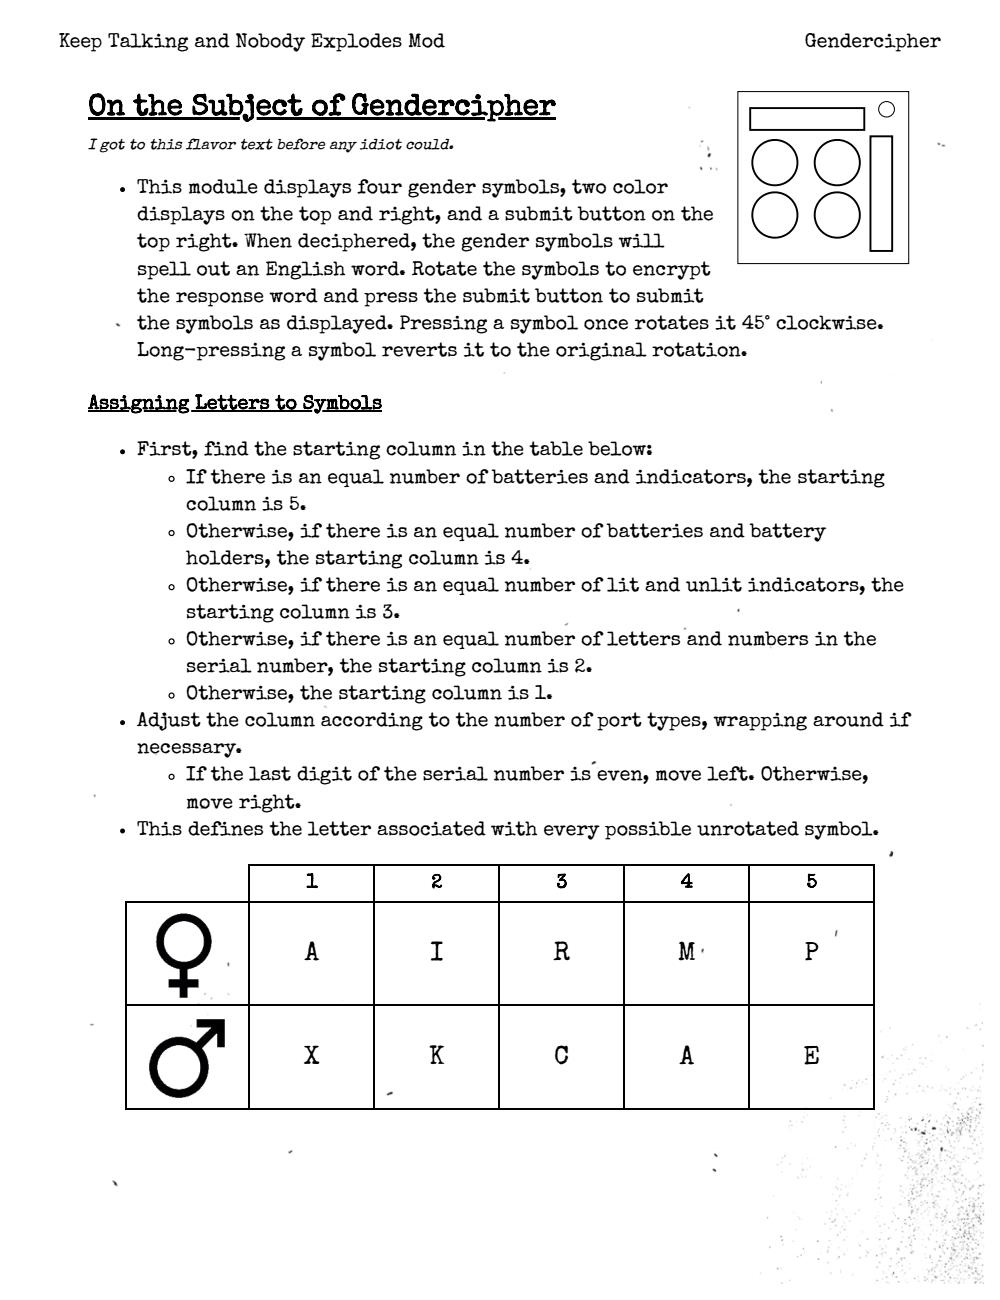 Keep Talking and Nobody Explodes Mod Gendercipher
On the Subject of Gendercipher
I got to this flavor text before any idiot could.
• This module displays four gender symbols, two color
displays on the top and right, and a submit button on the
top right. When deciphered, the gender symbols will
spell out an English word. Rotate the symbols to encrypt
the response word and press the submit button to submit
the symbols as displayed. Pressing a symbol once rotates it 45° clockwise.
Long-pressing a symbol reverts it to the original rotation.
Assigning Letters to Symbols
• First, find the starting column in the table below:
◦ If there is an equal number of batteries and indicators, the starting
column is 5.
◦ Otherwise, if there is an equal number of batteries and battery
holders, the starting column is 4.
◦ Otherwise, if there is an equal number of lit and unlit indicators, the
starting column is 3.
◦ Otherwise, if there is an equal number of letters and numbers in the
serial number, the starting column is 2.
◦ Otherwise, the starting column is 1.
• Adjust the column according to the number of port types, wrapping around if
necessary.
◦ If the last digit of the serial number is even, move left. Otherwise,
move right.
• This defines the letter associated with every possible unrotated symbol.
1 2 3 4 5
♀ A I R M P
♂ X K C A E